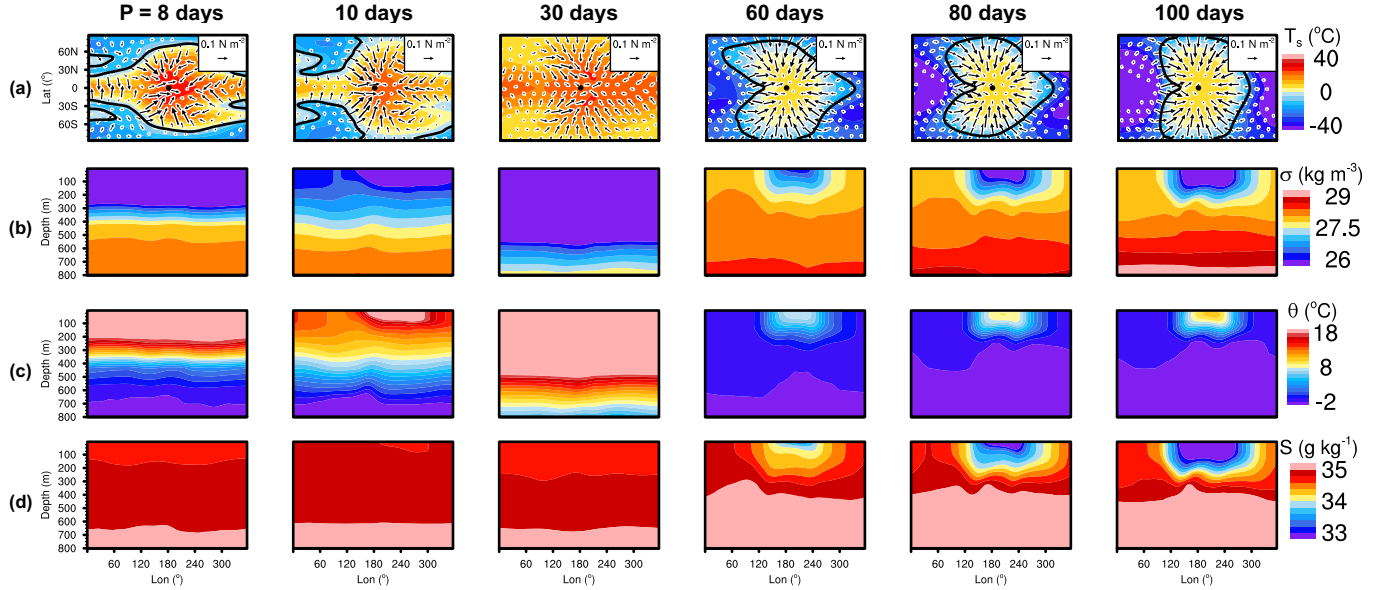 P = 8 days 10 days 30 days 60 days 80 days 100 days
(a) Lat (°) 60N 30N 0 30S 60S
0.1 N m⁻² 0.1 N m⁻² 0.1 N m⁻² 0.1 N m⁻² 0.1 N m⁻² 0.1 N m⁻²
Tₛ (°C)
40
0
-40
(b) Depth (m) 100 200 300 400 500 600 700 800
σ (kg m⁻³)
29
27.5
26
(c) Depth (m) 100 200 300 400 500 600 700 800
θ (°C)
18
8
-2
(d) Depth (m) 100 200 300 400 500 600 700 800
S (g kg⁻¹)
35
34
33
60 120 180 240 300 60 120 180 240 300 60 120 180 240 300 60 120 180 240 300 60 120 180 240 300 60 120 180 240 300
Lon (°) Lon (°) Lon (°) Lon (°) Lon (°) Lon (°)